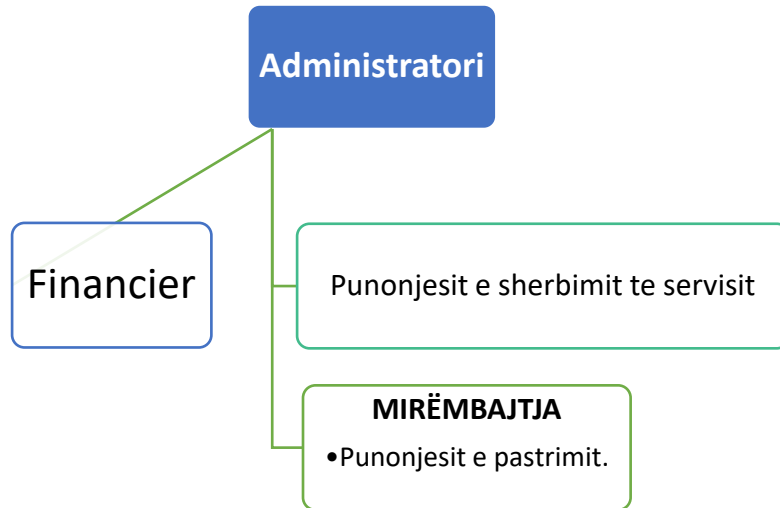 Administratori
Financier
Punonjesit e sherbimit te servisit
MIRËMBAJTJA
•Punonjesit e pastrimit.